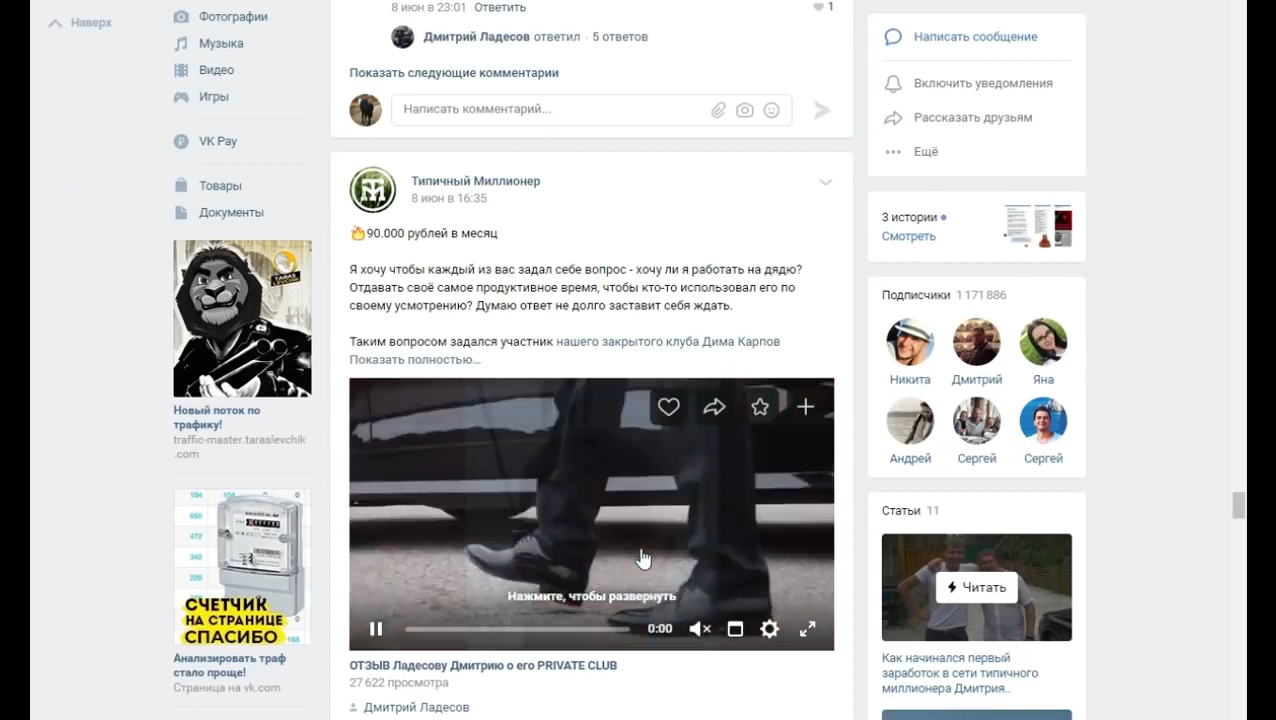 Наверх
Фотографии
Музыка
Видео
Игры
VK Pay
Товары
Документы
TARAS
Новый поток по
трафику!
traffic-master.taraslevchik
.com
104 104 0
655
472
342
СЧЕТЧИК
НА СТРАНИЦЕ
СПАСИБО
Анализировать траф
стало проще!
Страница на vk.com
8 июн в 23:01 Ответить
1
Дмитрий Ладесов ответил · 5 ответов
Показать следующие комментарии
Написать комментарий...
Типичный Миллионер
8 июн в 16:35
90.000 рублей в месяц
Я хочу чтобы каждый из вас задал себе вопрос - хочу ли я работать на дядю?
Отдавать своё самое продуктивное время, чтобы кто-то использовал его по
своему усмотрению? Думаю ответ не долго заставит себя ждать.
Таким вопросом задался участник нашего закрытого клуба Дима Карпов
Показать полностью...
Нажмите, чтобы развернуть
0:00
ОТЗЫВ Ладесову Дмитрию о его PRIVATE CLUB
27 622 просмотра
Дмитрий Ладесов
Написать сообщение
Включить уведомления
Рассказать друзьям
Ещё
3 истории
Смотреть
Подписчики 1 171 886
Никита Дмитрий Яна
Андрей Сергей Сергей
Статьи 11
Читать
Как начинался первый
заработок в сети типичного
миллионера Дмитрия..